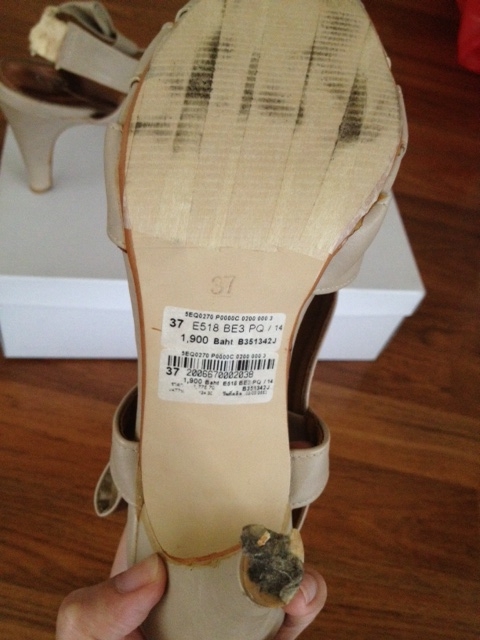 37
5EQ0270 P0000C 0200 000 3
37 E518 BE3 PQ / 14
1,900 Baht B351342J
5EQ0270 P0000C 0200 000 3
37 2006670002038
1,900 Baht E518 BE3 PQ /14
B351342J